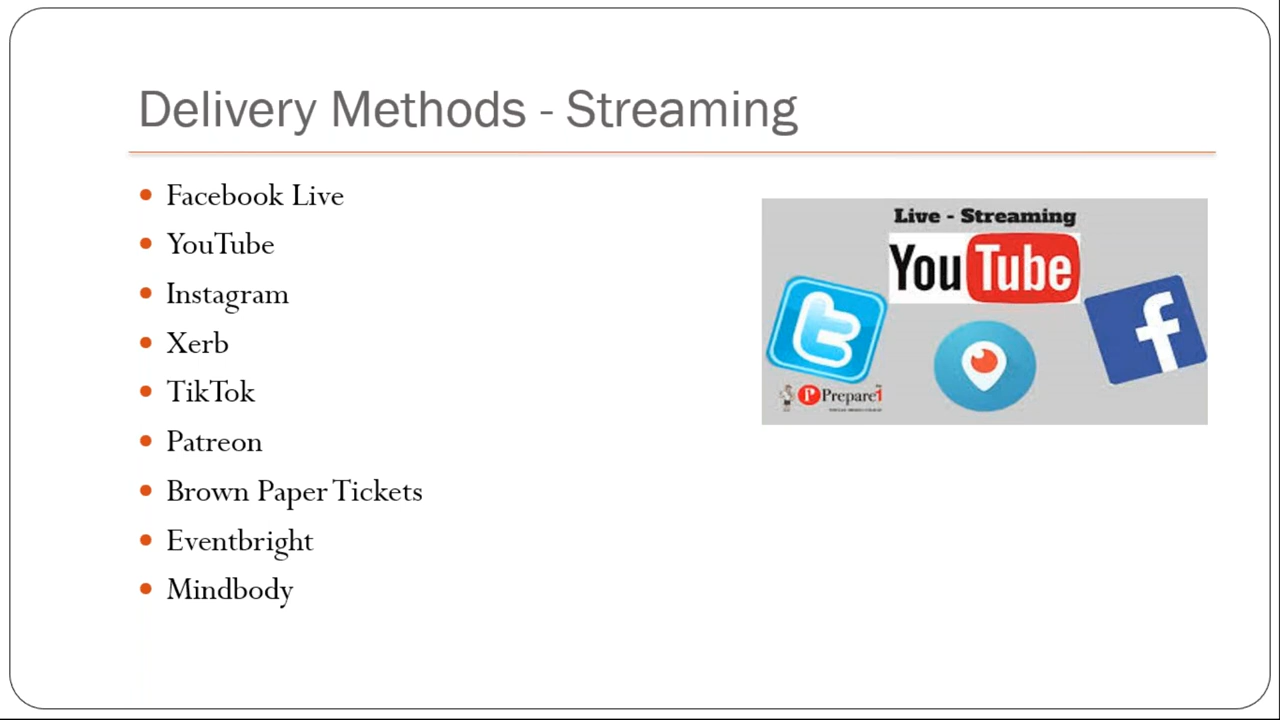 Delivery Methods - Streaming
Facebook Live
YouTube
Instagram
Xerb
TikTok
Patreon
Brown Paper Tickets
Eventbright
Mindbody
Live - Streaming
YouTube
P Prepare1